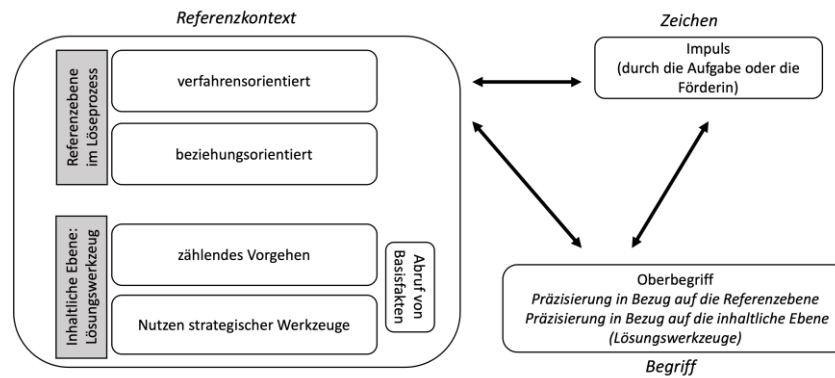 Referenzkontext
Zeichen
Referenzebene
im Löseprozess
verfahrensorientiert
beziehungsorientiert
Impuls
(durch die Aufgabe oder die
Förderin)
Inhaltliche Ebene:
Lösungswerkzeug
zählendes Vorgehen
Nutzen strategischer Werkzeuge
Abruf von
Basisfakten
Oberbegriff
Präzisierung in Bezug auf die Referenzebene
Präzisierung in Bezug auf die inhaltliche Ebene
(Lösungswerkzeuge)
Begriff